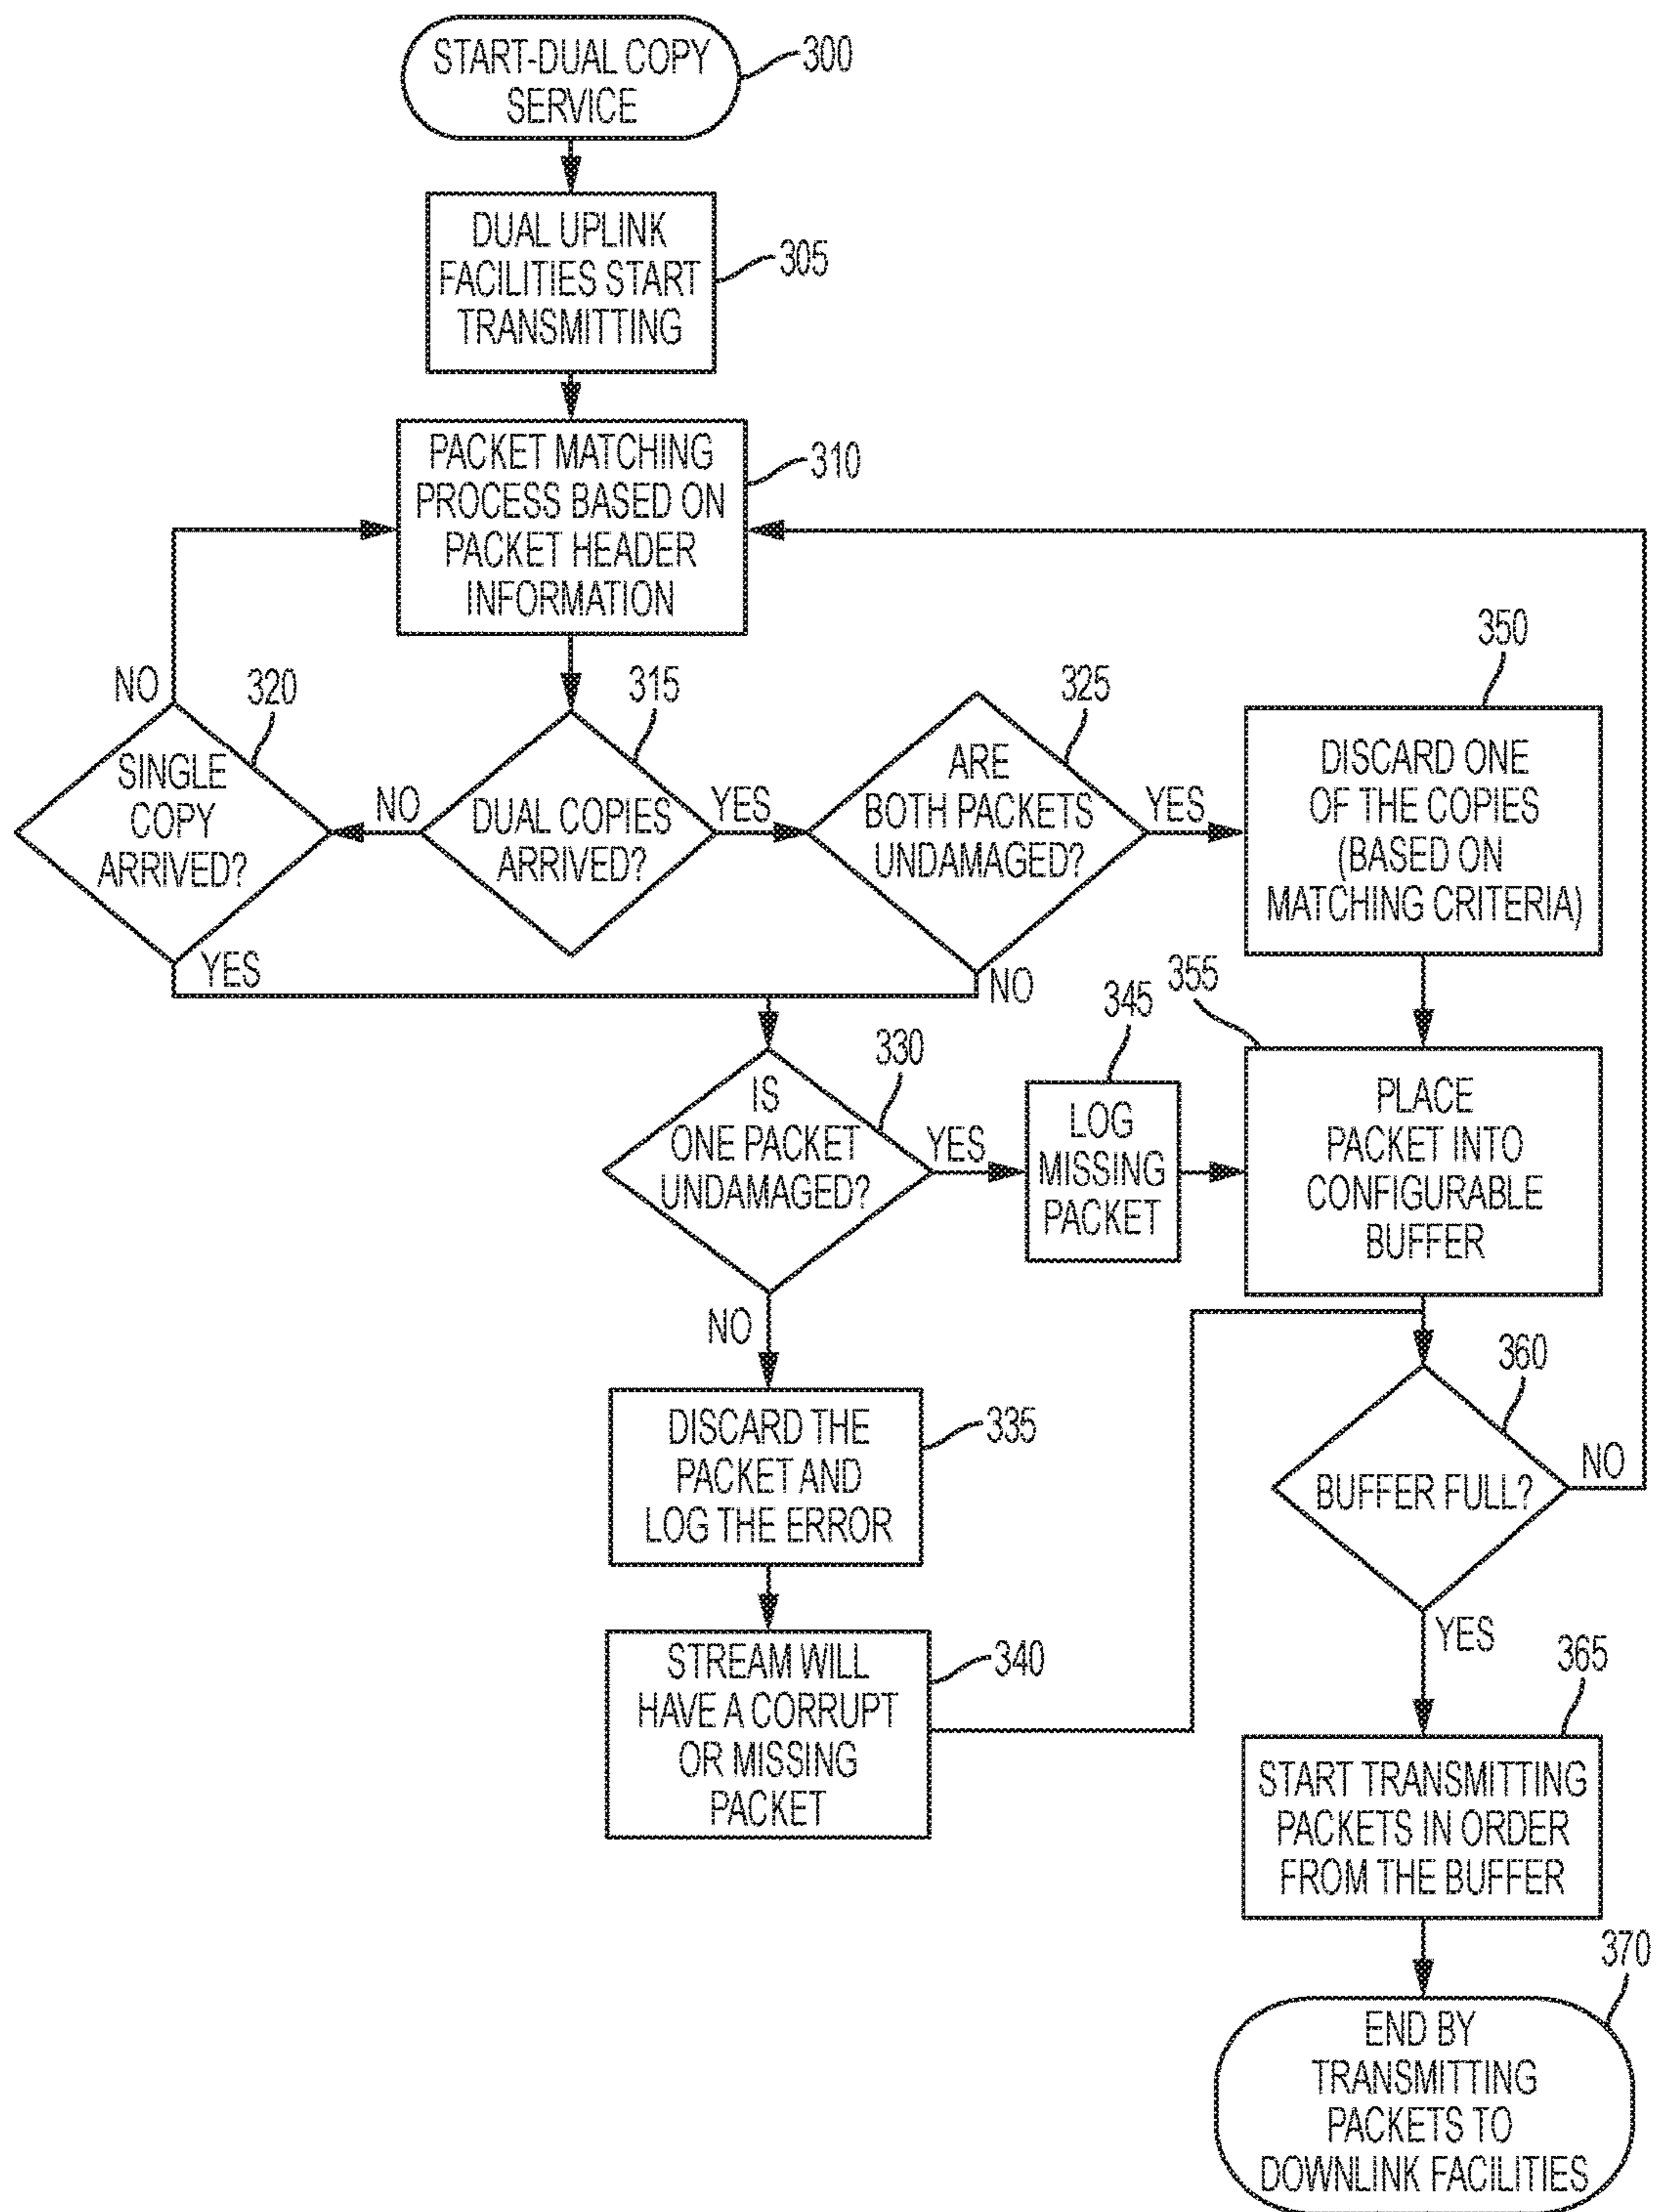 START-DUAL COPY
SERVICE
300
DUAL UPLINK
FACILITIES START
TRANSMITTING
305
PACKET MATCHING
PROCESS BASED ON
PACKET HEADER
INFORMATION
310
NO
320
SINGLE
COPY
ARRIVED?
YES
NO
315
DUAL COPIES
ARRIVED?
YES
325
ARE
BOTH PACKETS
UNDAMAGED?
YES
NO
350
DISCARD ONE
OF THE COPIES
(BASED ON
MATCHING CRITERIA)
330
IS
ONE PACKET
UNDAMAGED?
YES
NO
345
LOG
MISSING
PACKET
355
PLACE
PACKET INTO
CONFIGURABLE
BUFFER
335
DISCARD THE
PACKET AND
LOG THE ERROR
340
STREAM WILL
HAVE A CORRUPT
OR MISSING
PACKET
360
BUFFER FULL?
NO
YES
365
START TRANSMITTING
PACKETS IN ORDER
FROM THE BUFFER
370
END BY
TRANSMITTING
PACKETS TO
DOWNLINK FACILITIES